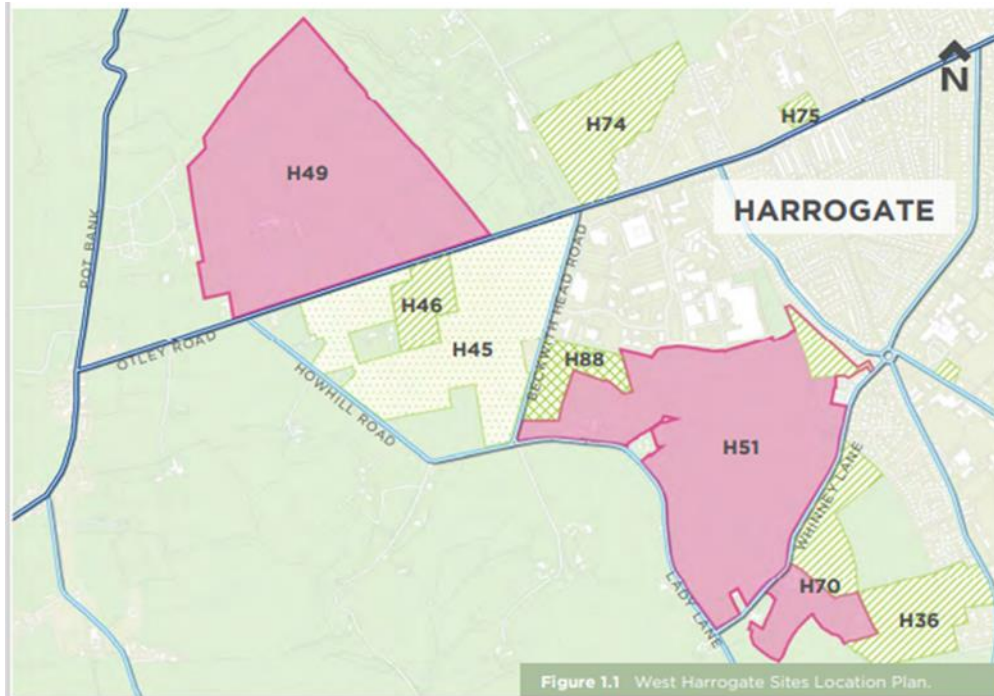 N
H74
H75
H49
HARROGATE
POT BANK
BECKWITH HEAD ROAD
H46
OTLEY ROAD
H45
H88
HOWHILL ROAD
H51
WHINNEY LANE
H70
LADY LANE
H36
Figure 1.1 West Harrogate Sites Location Plan.